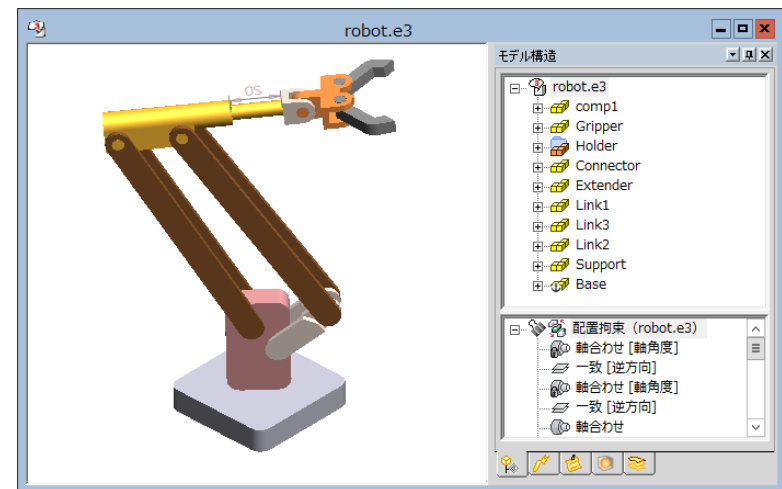 robot.e3
モデル構造
robot.e3
comp1
Gripper
Holder
Connector
Extender
Link1
Link3
Link2
Support
Base
配置拘束（robot.e3）
軸合わせ [軸角度]
一致 [逆方向]
軸合わせ [軸角度]
一致 [逆方向]
軸合わせ